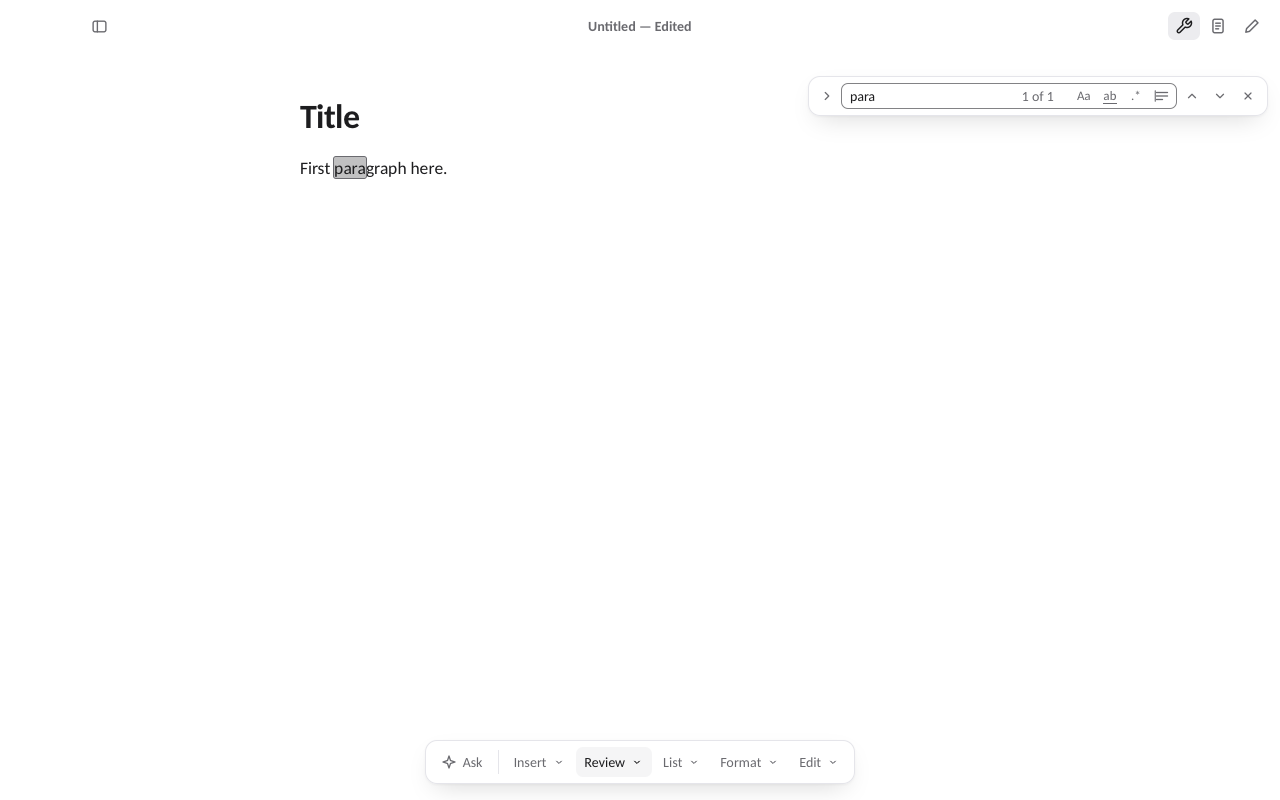 Untitled — Edited
para
1 of 1
Aa
ab
.*
Title
First paragraph here.
Ask
Insert
Review
List
Format
Edit